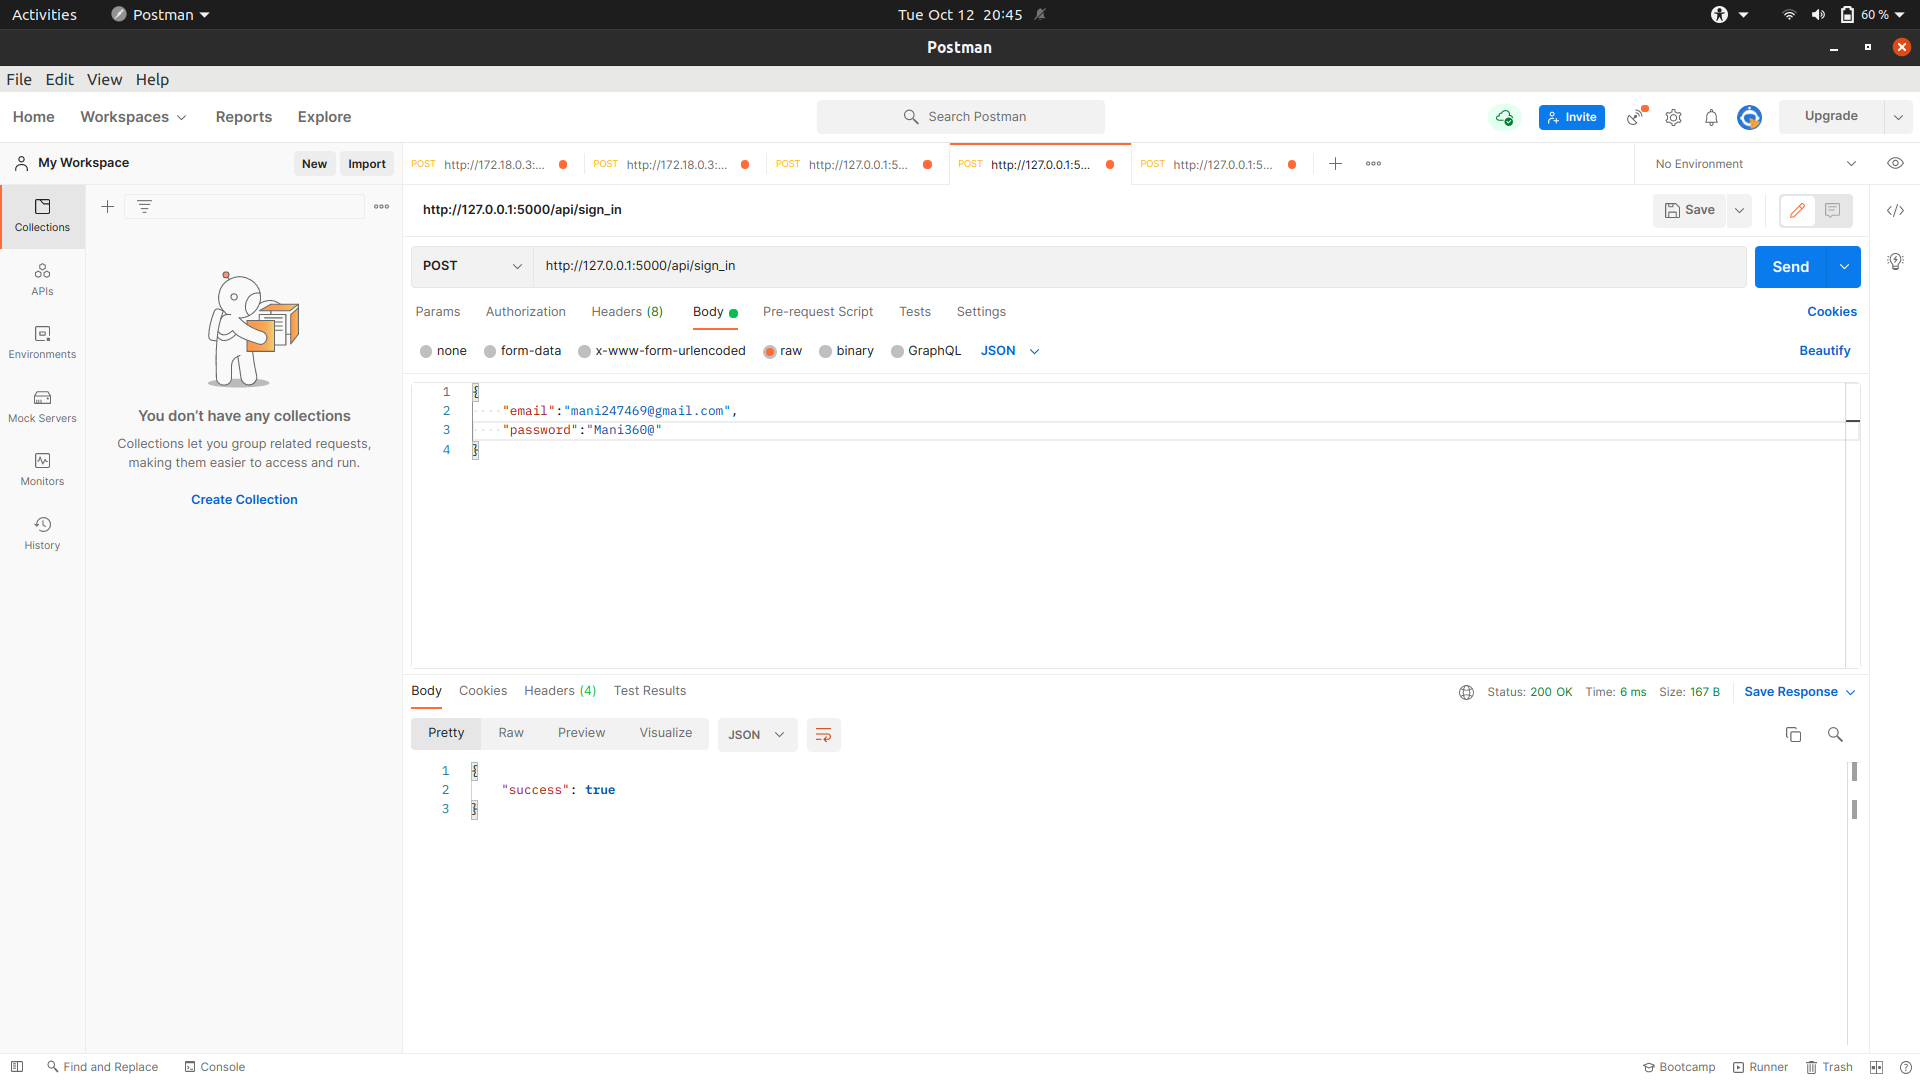 Activities Postman Tue Oct 12 20:45 60 %
Postman
File Edit View Help
Home Workspaces Reports Explore Search Postman Invite Upgrade
My Workspace New Import POST http://172.18.0.3:... POST http://172.18.0.3:... POST http://127.0.0.1:5... POST http://127.0.0.1:5... POST http://127.0.0.1:5... No Environment
Collections
APIs
Environments
Mock Servers
Monitors
History
You don't have any collections
Collections let you group related requests,
making them easier to access and run.
Create Collection
http://127.0.0.1:5000/api/sign_in Save
POST http://127.0.0.1:5000/api/sign_in Send
Params Authorization Headers (8) Body Pre-request Script Tests Settings Cookies
none form-data x-www-form-urlencoded raw binary GraphQL JSON Beautify
1 {
2 "email":"mani247469@gmail.com",
3 "password":"Mani360@"
4 }
Body Cookies Headers (4) Test Results Status: 200 OK Time: 6 ms Size: 167 B Save Response
Pretty Raw Preview Visualize JSON
1 {
2 "success": true
3 }
Find and Replace Console Bootcamp Runner Trash